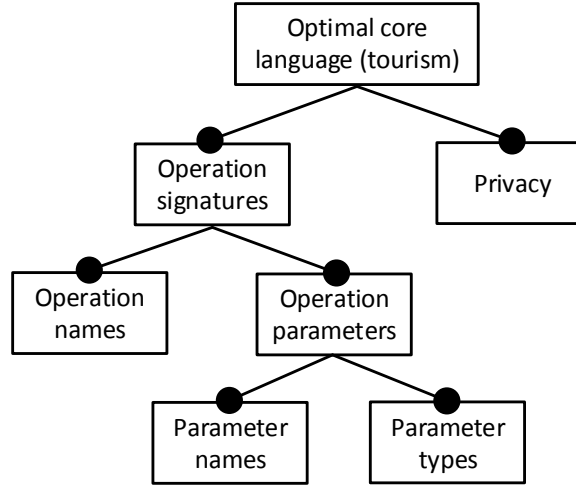 Optimal core
language (tourism)
Operation
signatures
Privacy
Operation
names
Operation
parameters
Parameter
names
Parameter
types